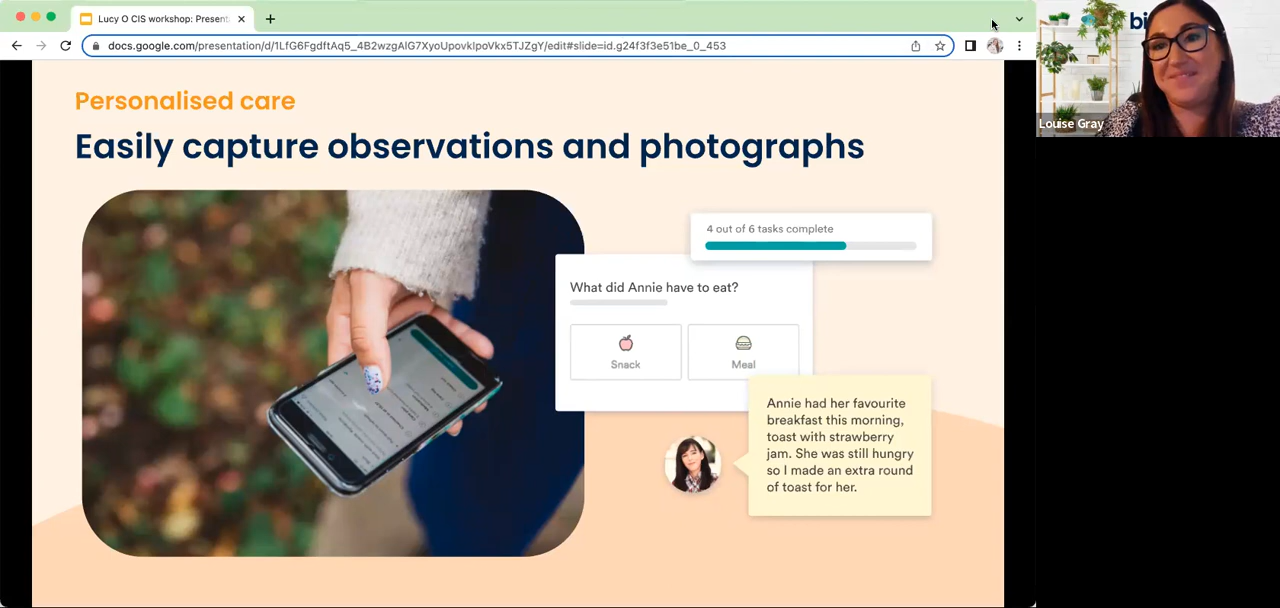 Lucy O CIS workshop: Present
docs.google.com/presentation/d/1LfG6FgdftAq5_4B2wzgAlG7XyoUpovkIpoVkx5TJZgY/edit#slide=id.g24f3f3e51be_0_453
bi
Louise Gray
Personalised care
Easily capture observations and photographs
4 out of 6 tasks complete
What did Annie have to eat?
Snack
Meal
Annie had her favourite
breakfast this morning,
toast with strawberry
jam. She was still hungry
so I made an extra round
of toast for her.